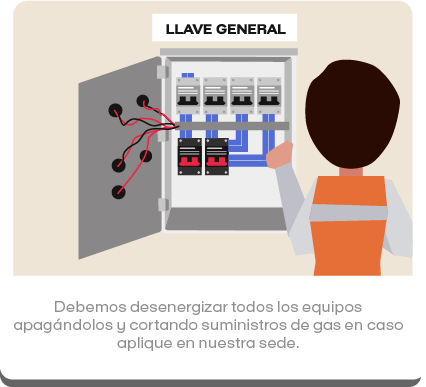 LLAVE GENERAL
Debemos desenergizar todos los equipos
apagándolos y cortando suministros de gas en caso
aplique en nuestra sede.